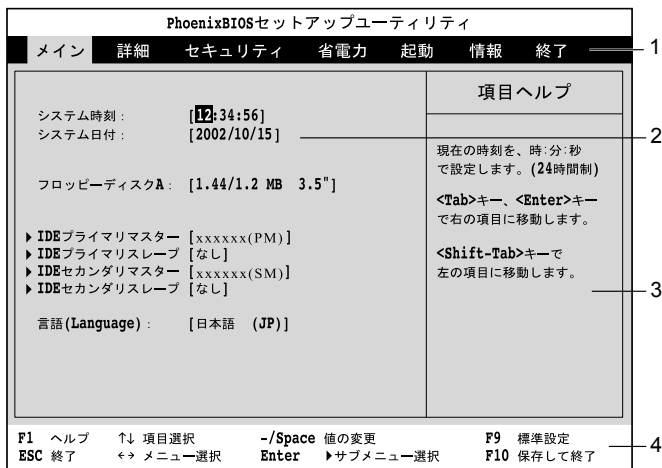 PhoenixBIOSセットアップユーティリティ
メイン 詳細 セキュリティ 省電力 起動 情報 終了
1
項目ヘルプ
システム時刻： [12:34:56]
システム日付： [2002/10/15]
2
フロッピーディスクA： [1.44/1.2 MB 3.5"]
▶IDEプライマリマスター [xxxxxx(PM)]
▶IDEプライマリスレーブ [なし]
▶IDEセカンダリマスター [xxxxxx(SM)]
▶IDEセカンダリスレーブ [なし]
言語(Language)： [日本語 (JP)]
現在の時刻を、時:分:秒
で設定します。(24時間制)
<Tab>キー、<Enter>キー
で右の項目に移動します。
<Shift-Tab>キーで
左の項目に移動します。
3
F1 ヘルプ ↑↓ 項目選択 -/Space 値の変更 F9 標準設定
ESC 終了 ←→ メニュー選択 Enter ▶サブメニュー選択 F10 保存して終了
4